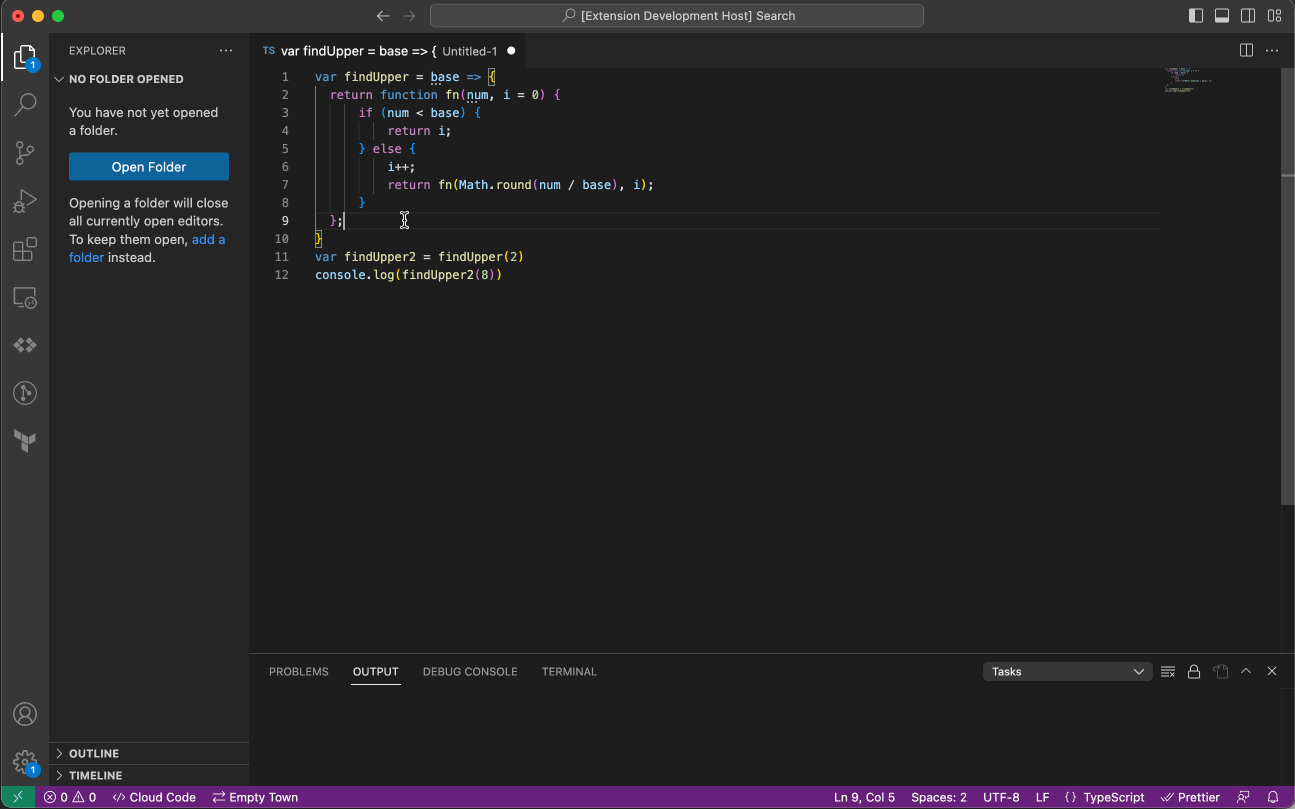 [Extension Development Host] Search
EXPLORER
TS var findUpper = base => { Untitled-1
NO FOLDER OPENED
You have not yet opened
a folder.
Open Folder
Opening a folder will close
all currently open editors.
To keep them open, add a
folder instead.
1 var findUpper = base => {
2 return function fn(num, i = 0) {
3 if (num < base) {
4 return i;
5 } else {
6 i++;
7 return fn(Math.round(num / base), i);
8 }
9 };
10 }
11 var findUpper2 = findUpper(2)
12 console.log(findUpper2(8))
1
PROBLEMS OUTPUT DEBUG CONSOLE TERMINAL
Tasks
OUTLINE
1
TIMELINE
0 0 Cloud Code Empty Town
Ln 9, Col 5 Spaces: 2 UTF-8 LF {} TypeScript Prettier